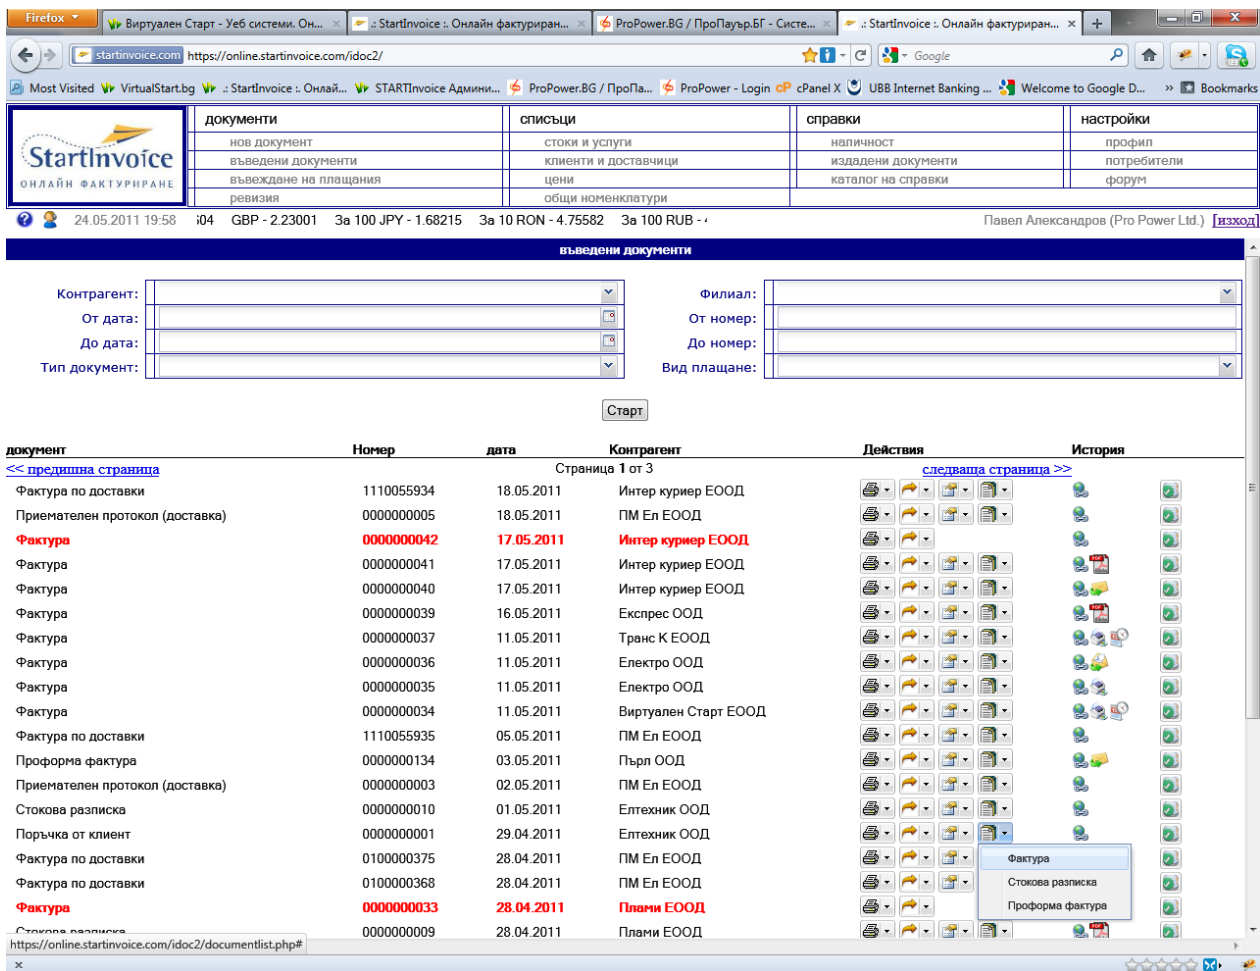 Firefox
Виртуален Старт - Уеб системи. Он...
.: StartInvoice :. Онлайн фактуриран...
ProPower.BG / ПроПауър.БГ - Систе...
.: StartInvoice :. Онлайн фактуриран...
startinvoice.com https://online.startinvoice.com/idoc2/
Google
Most Visited VirtualStart.bg .: StartInvoice :. Онлай... STARTInvoice Админи... ProPower.BG / ПроПа... ProPower - Login cPanel X UBB Internet Banking ... Welcome to Google D... » Bookmarks
StartInvoice
ОНЛАЙН ФАКТУРИРАНЕ
документи списъци справки настройки
нов документ стоки и услуги наличност профил
въведени документи клиенти и доставчици издадени документи потребители
въвеждане на плащания цени каталог на справки форум
ревизия общи номенклатури
24.05.2011 19:58 504 GBP - 2.23001 За 100 JPY - 1.68215 За 10 RON - 4.75582 За 100 RUB - Павел Александров (Pro Power Ltd.) [изход]
въведени документи
Контрагент: Филиал:
От дата: От номер:
До дата: До номер:
Тип документ: Вид плащане:
Старт
документ Номер дата Контрагент Действия История
<< предишна страница Страница 1 от 3 следваща страница >>
Фактура по доставки 1110055934 18.05.2011 Интер куриер ЕООД
Приемателен протокол (доставка) 0000000005 18.05.2011 ПМ Ел ЕООД
Фактура 0000000042 17.05.2011 Интер куриер ЕООД
Фактура 0000000041 17.05.2011 Интер куриер ЕООД
Фактура 0000000040 17.05.2011 Интер куриер ЕООД
Фактура 0000000039 16.05.2011 Експрес ООД
Фактура 0000000037 11.05.2011 Транс К ЕООД
Фактура 0000000036 11.05.2011 Електро ООД
Фактура 0000000035 11.05.2011 Електро ООД
Фактура 0000000034 11.05.2011 Виртуален Старт ЕООД
Фактура по доставки 1110055935 05.05.2011 ПМ Ел ЕООД
Проформа фактура 0000000134 03.05.2011 Пърл ООД
Приемателен протокол (доставка) 0000000003 02.05.2011 ПМ Ел ЕООД
Стокова разписка 0000000010 01.05.2011 Елтехник ООД
Поръчка от клиент 0000000001 29.04.2011 Елтехник ООД
Фактура по доставки 0100000375 28.04.2011 ПМ Ел ЕООД Фактура
Фактура по доставки 0100000368 28.04.2011 ПМ Ел ЕООД Стокова разписка
Фактура 0000000033 28.04.2011 Плами ЕООД Проформа фактура
Стокова разписка 0000000009 28.04.2011 Плами ЕООД
https://online.startinvoice.com/idoc2/documentlist.php#